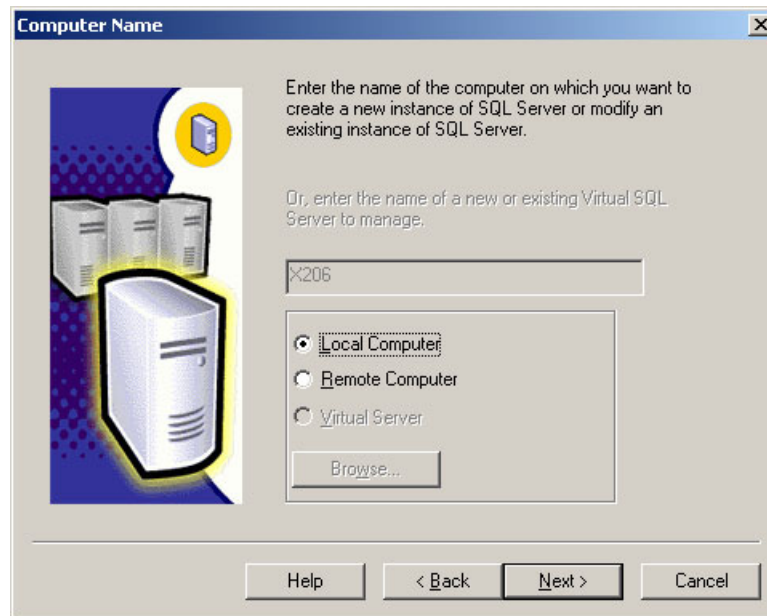 Computer Name
Enter the name of the computer on which you want to
create a new instance of SQL Server or modify an
existing instance of SQL Server.
Or, enter the name of a new or existing Virtual SQL
Server to manage.
X206
Local Computer
Remote Computer
Virtual Server
Browse...
Help
< Back
Next >
Cancel